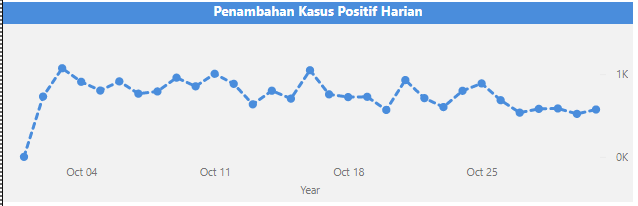 Penambahan Kasus Positif Harian
1K
0K
Oct 04 Oct 11 Oct 18 Oct 25
Year